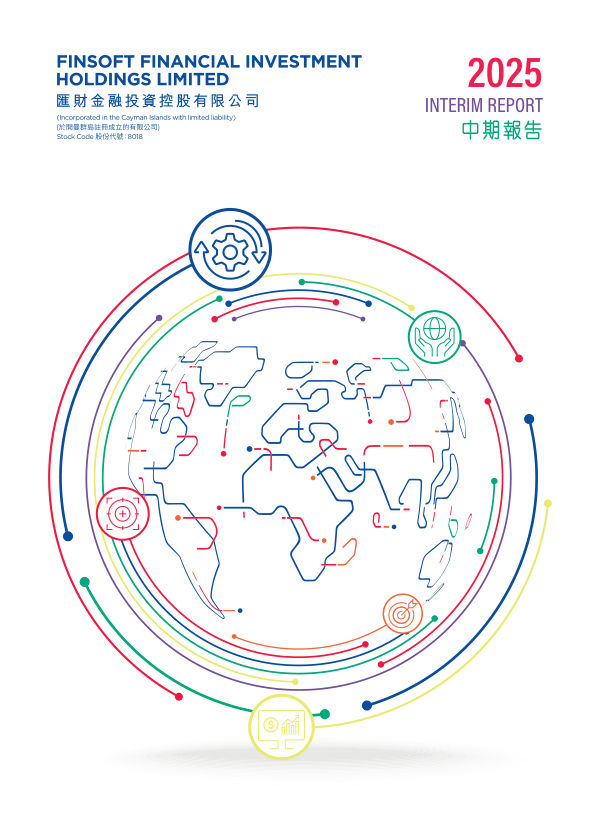 FINSOFT FINANCIAL INVESTMENT
HOLDINGS LIMITED
匯財金融投資控股有限公司
(Incorporated in the Cayman Islands with limited liability)
(於開曼群島註冊成立的有限公司)
Stock Code 股份代號 : 8018
2025
INTERIM REPORT
中期報告
$